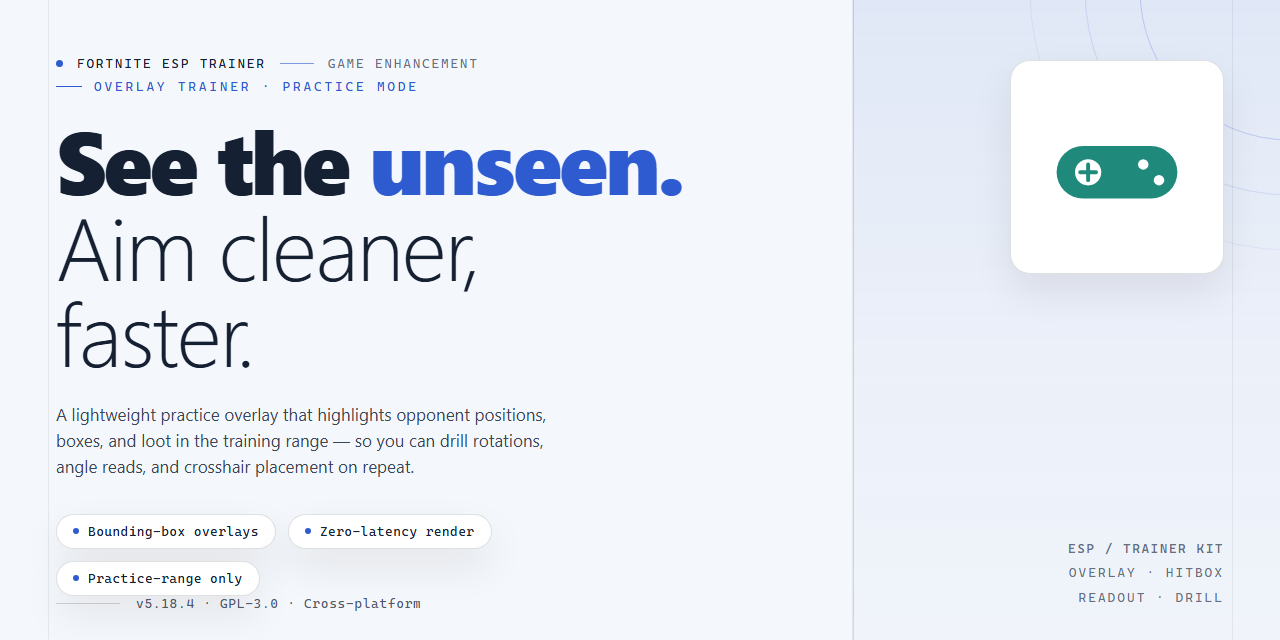 FORTNITE ESP TRAINER — GAME ENHANCEMENT
OVERLAY TRAINER · PRACTICE MODE
See the unseen.
Aim cleaner,
faster.
A lightweight practice overlay that highlights opponent positions,
boxes, and loot in the training range — so you can drill rotations,
angle reads, and crosshair placement on repeat.
Bounding-box overlays
Zero-latency render
Practice-range only
v5.18.4 · GPL-3.0 · Cross-platform
ESP / TRAINER KIT
OVERLAY · HITBOX
READOUT · DRILL